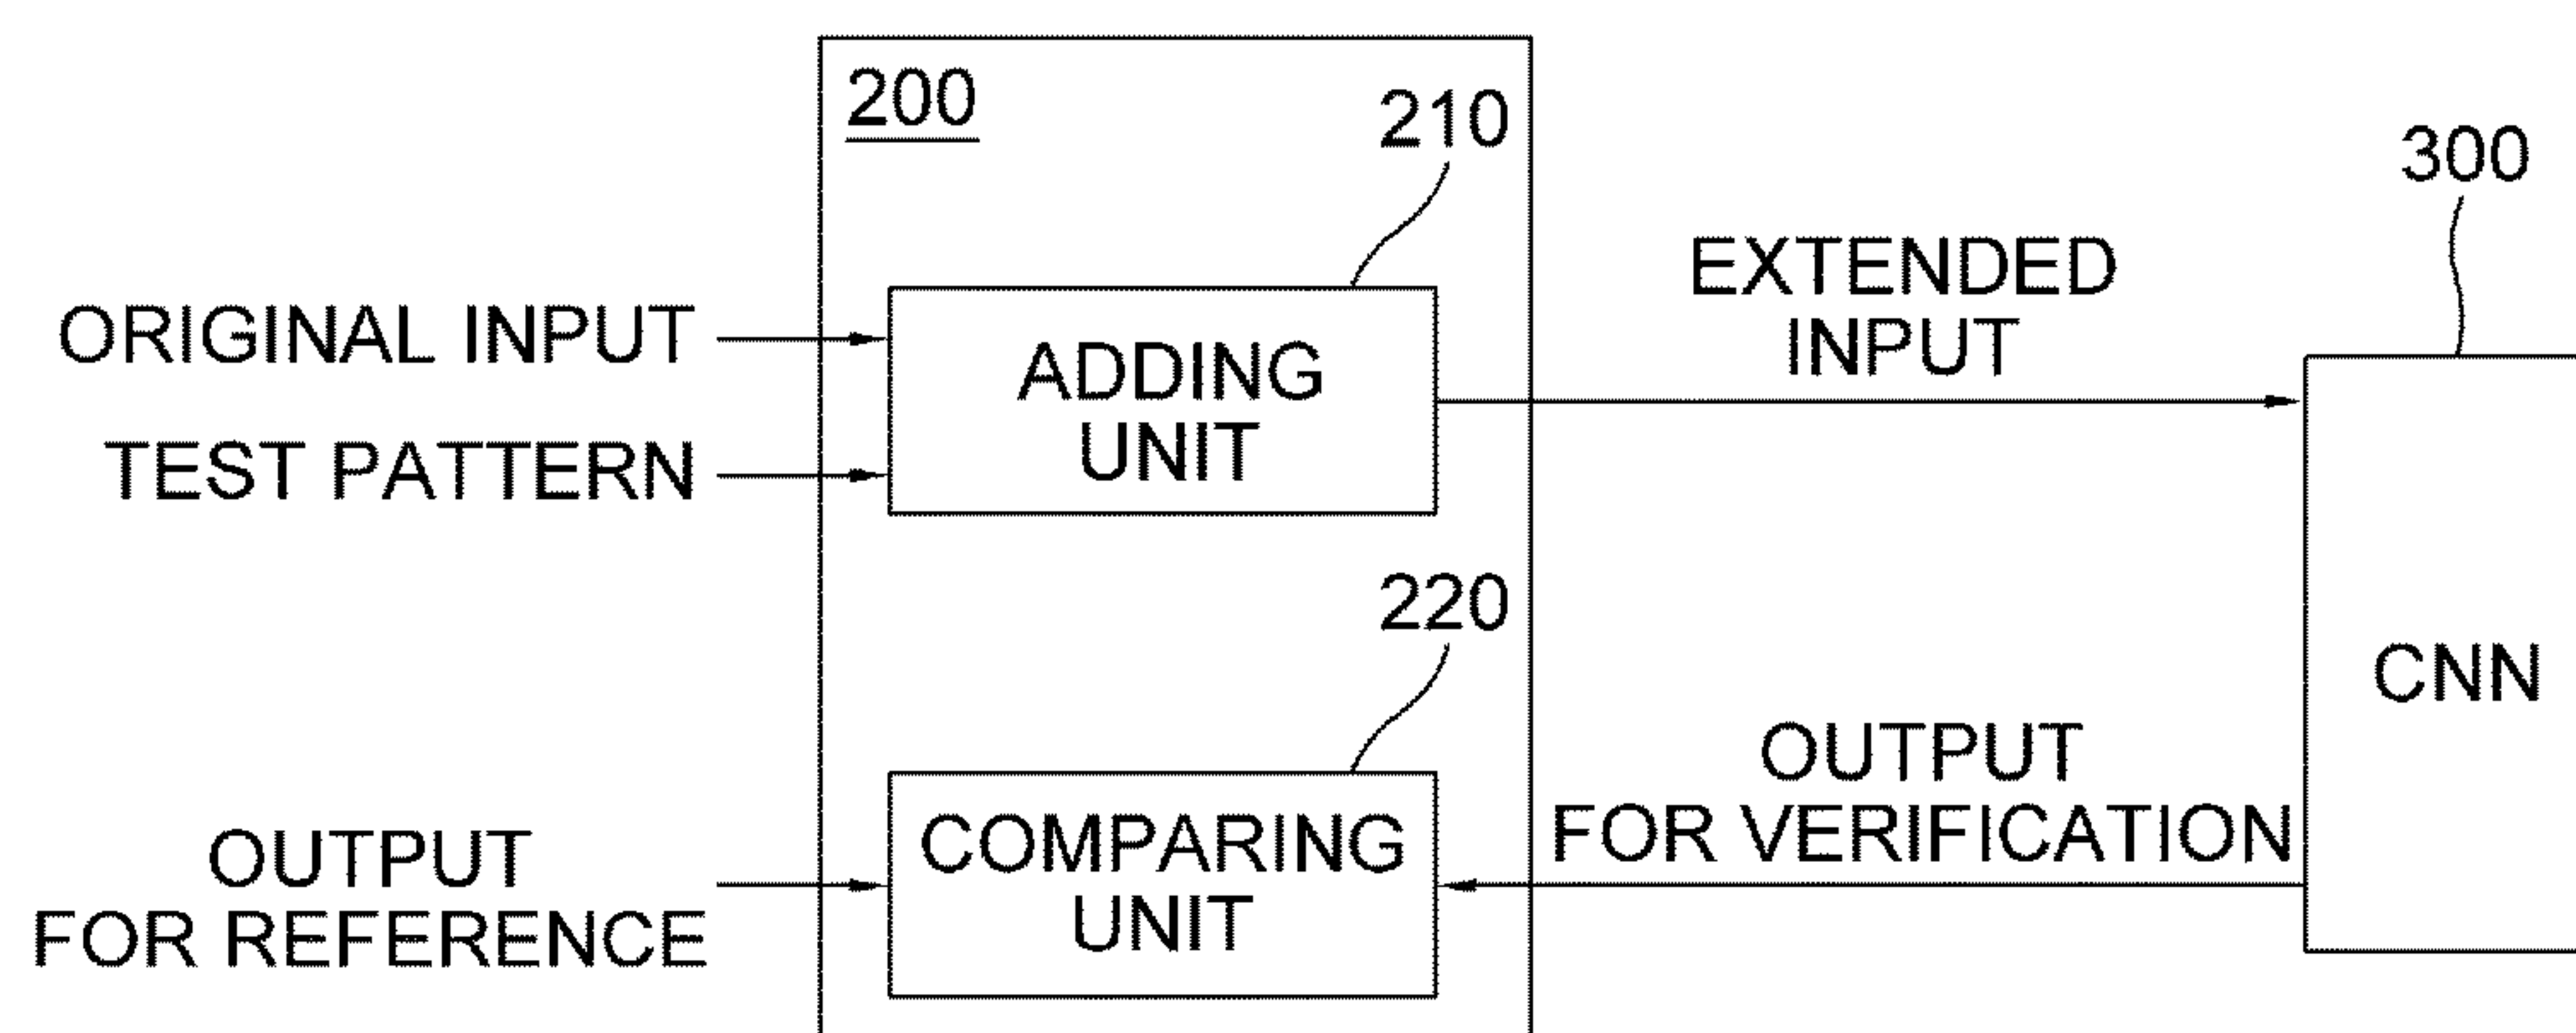 200
210
300
ORIGINAL INPUT
TEST PATTERN
ADDING
UNIT
EXTENDED
INPUT
220
CNN
OUTPUT
FOR REFERENCE
COMPARING
UNIT
OUTPUT
FOR VERIFICATION